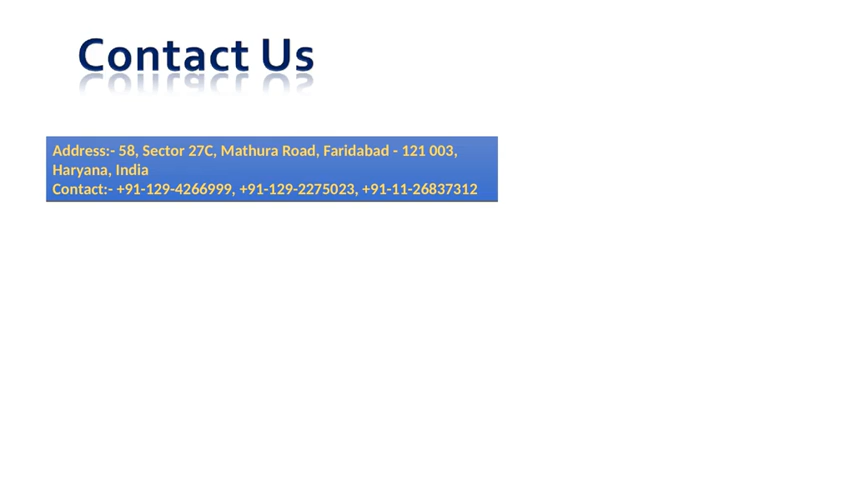 Contact Us
Address:- 58, Sector 27C, Mathura Road, Faridabad - 121 003,
Haryana, India
Contact:- +91-129-4266999, +91-129-2275023, +91-11-26837312